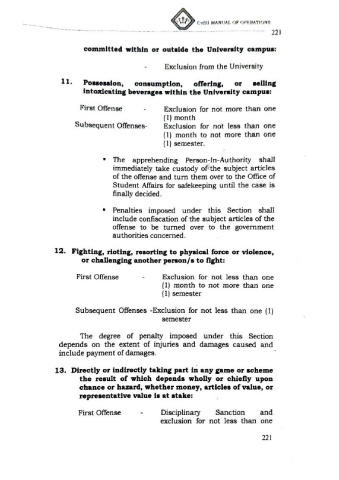 CvSU MANUAL OF OPERATIONS
221
committed within or outside the University campus:
- Exclusion from the University
11. Possession, consumption, offering, or selling
intoxicating beverages within the University campus:
First Offense - Exclusion for not more than one
(1) month
Subsequent Offenses- Exclusion for not less than one
(1) month to not more than one
(1) semester.
• The apprehending Person-In-Authority shall
immediately take custody of the subject articles
of the offense and turn them over to the Office of
Student Affairs for safekeeping until the case is
finally decided.
• Penalties imposed under this Section shall
include confiscation of the subject articles of the
offense to be turned over to the government
authorities concerned.
12. Fighting, rioting, resorting to physical force or violence,
or challenging another person/s to fight:
First Offense - Exclusion for not less than one
(1) month to not more than one
(1) semester
Subsequent Offenses -Exclusion for not less than one (1)
semester
The degree of penalty imposed under this Section
depends on the extent of injuries and damages caused and
include payment of damages.
13. Directly or indirectly taking part in any game or scheme
the result of which depends wholly or chiefly upon
chance or hazard, whether money, articles of value, or
representative value is at stake:
First Offense - Disciplinary Sanction and
exclusion for not less than one
221